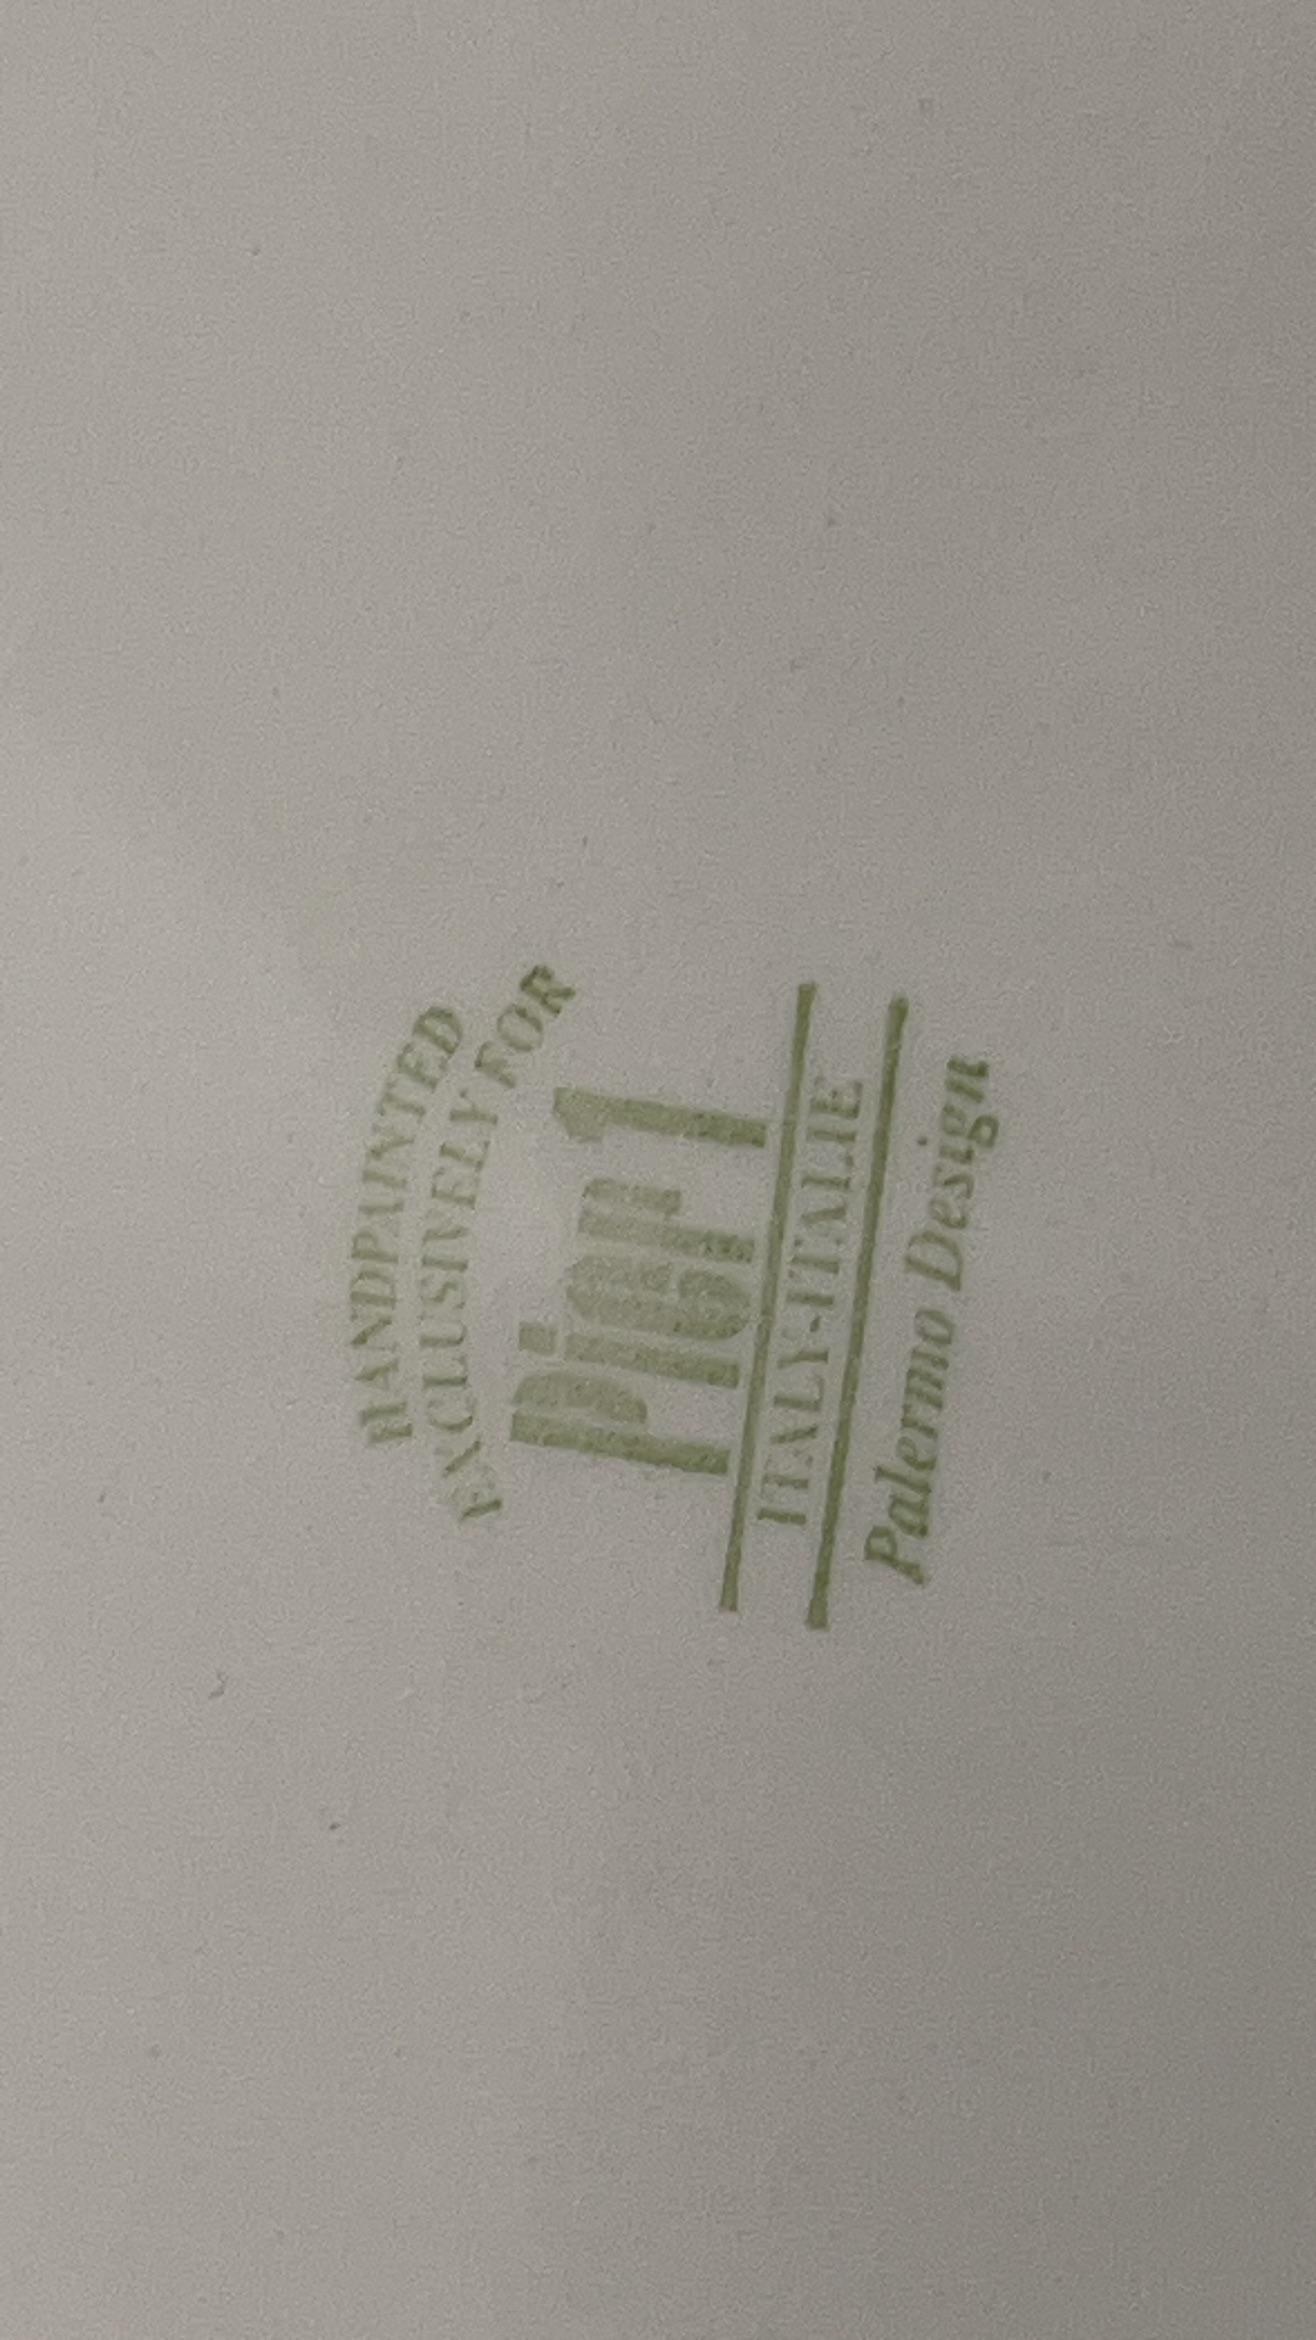 HANDPAINTED
EXCLUSIVELY FOR
Pier 1
ITALY-ITALIE
Palermo Design